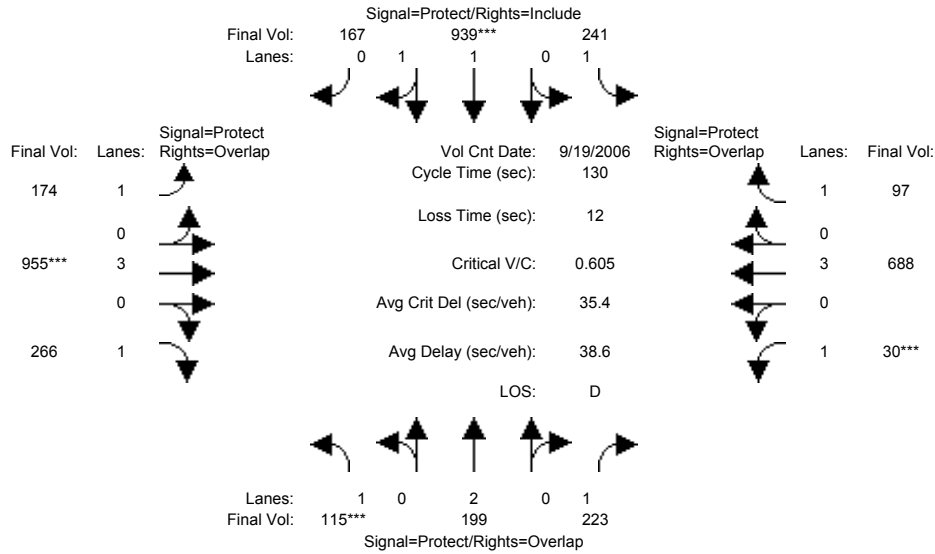 Signal=Protect/Rights=Include
Final Vol: 167 939*** 241
Lanes: 0 1 1 0 1
Signal=Protect Signal=Protect
Final Vol: Lanes: Rights=Overlap Vol Cnt Date: 9/19/2006 Rights=Overlap Lanes: Final Vol:
Cycle Time (sec): 130
174 1 1 97
Loss Time (sec): 12
0 0
955*** 3 Critical V/C: 0.605 3 688
0 Avg Crit Del (sec/veh): 35.4 0
266 1 Avg Delay (sec/veh): 38.6 1 30***
LOS: D
Lanes: 1 0 2 0 1
Final Vol: 115*** 199 223
Signal=Protect/Rights=Overlap